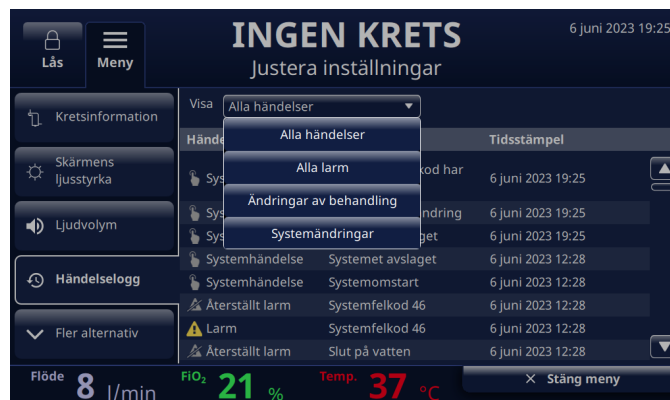 INGEN KRETS
6 juni 2023 19:25
Lås
Meny
Justera inställningar
Kretsinformation
Skärmens
ljusstyrka
Ljudvolym
Händelselogg
Fler alternativ
Visa Alla händelser
Alla händelser
Alla larm
Ändringar av behandling
Systemändringar
Tidsstämpel
har
6 juni 2023 19:25
6 juni 2023 19:25
6 juni 2023 19:25
Systemhändelse Systemet avslaget 6 juni 2023 12:28
Systemhändelse Systemomstart 6 juni 2023 12:28
Återställt larm Systemfelkod 46 6 juni 2023 12:28
Larm Systemfelkod 46 6 juni 2023 12:28
Återställt larm Slut på vatten 6 juni 2023 12:28
Flöde 8 l/min
FiO₂ 21 %
Temp. 37 °C
× Stäng meny